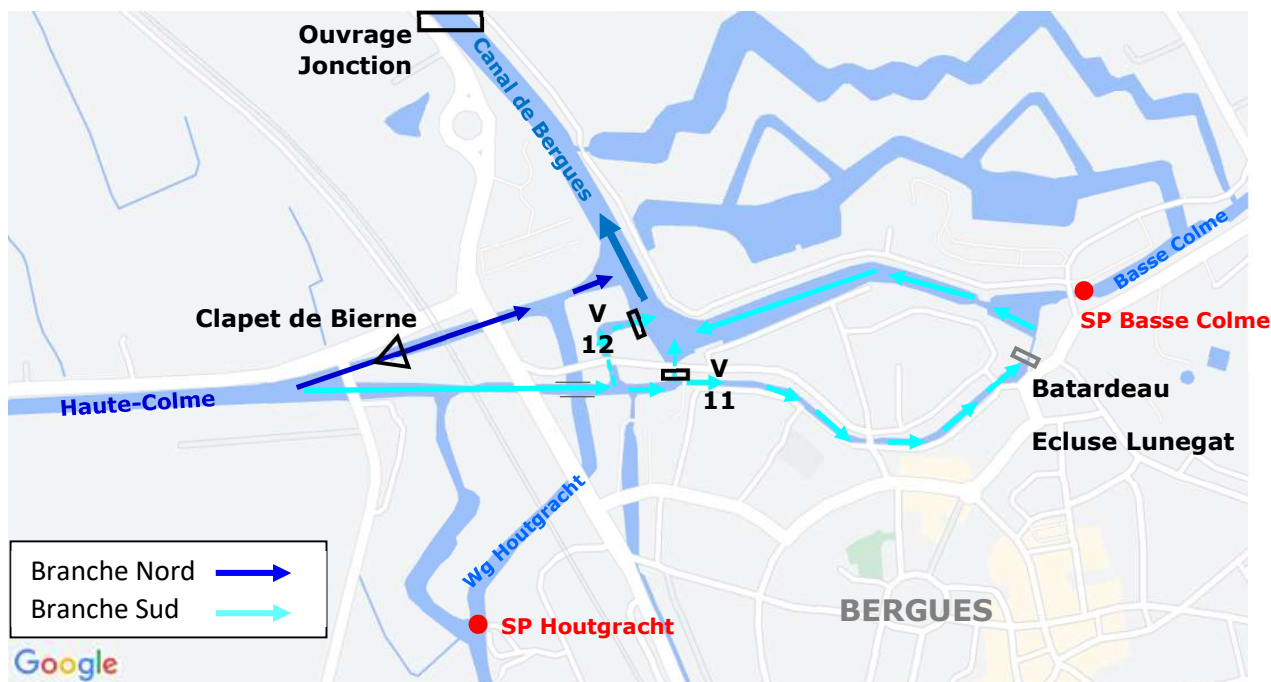 Ouvrage
Jonction
Canal de Bergues
Clapet de Bierne
V
12
V
11
Haute-Colme
Basse Colme
SP Basse Colme
Batardeau
Ecluse Lunegat
Wg Houtgracht
SP Houtgracht
BERGUES
Branche Nord
Branche Sud
Google